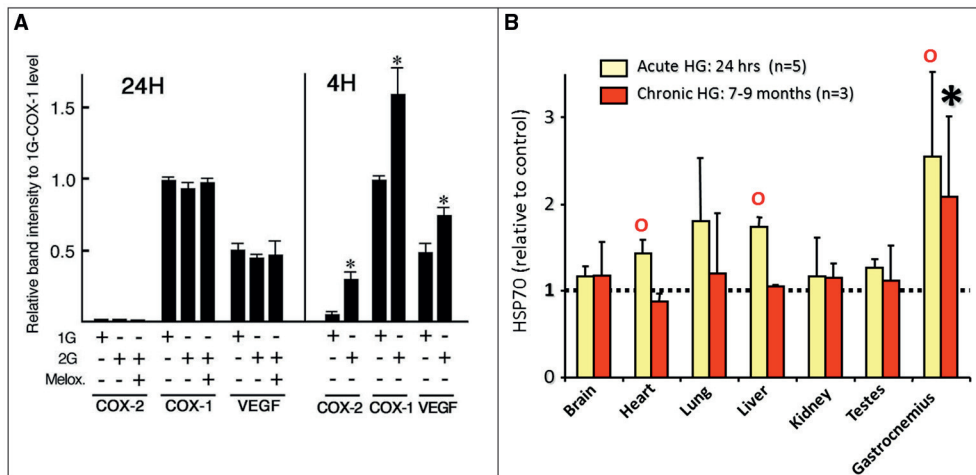 A
Relative band intensity to 1G-COX-1 level
24H
4H
1.5
1.0
0.5
* * *
1G + - - + - - + - - + - + - + -
2G - + + - + + - + + - + - + - +
Melox. - - + - - + - - + - - - - - -
COX-2 COX-1 VEGF COX-2 COX-1 VEGF
B
HSP70 (relative to control)
Acute HG: 24 hrs (n=5)
Chronic HG: 7-9 months (n=3)
3
2
1
0
O O O *
Brain
Heart
Lung
Liver
Kidney
Testes
Gastrocnemius